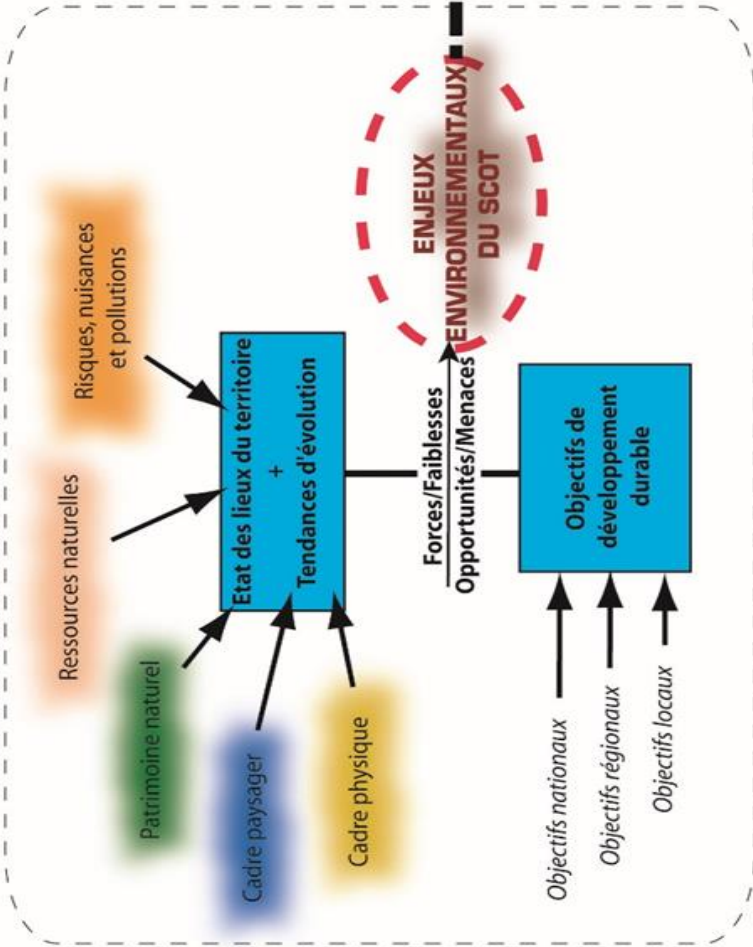 Patrimoine naturel
Ressources naturelles
Risques, nuisances
et pollutions
Cadre paysager
Cadre physique
Etat des lieux du territoire
+
Tendances d'évolution
Forces/Faiblesses
Opportunités/Menaces
ENJEUX
ENVIRONNEMENTAUX
DU SCOT
Objectifs nationaux
Objectifs régionaux
Objectifs locaux
Objectifs de
développement
durable